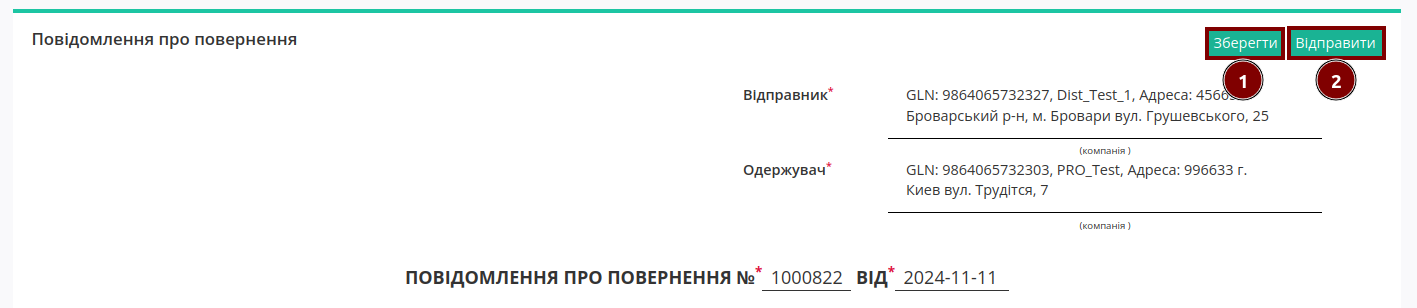 Повідомлення про повернення
Зберегти Відправити
1 2
Відправник* GLN: 9864065732327, Dist_Test_1, Адреса:
Броварський р-н, м. Бровари вул. Грушевського, 25
(компанія )
Одержувач* GLN: 9864065732303, PRO_Test, Адреса: 996633 г.
Киев вул. Трудітся, 7
(компанія )
ПОВІДОМЛЕННЯ ПРО ПОВЕРНЕННЯ №* 1000822 ВІД* 2024-11-11